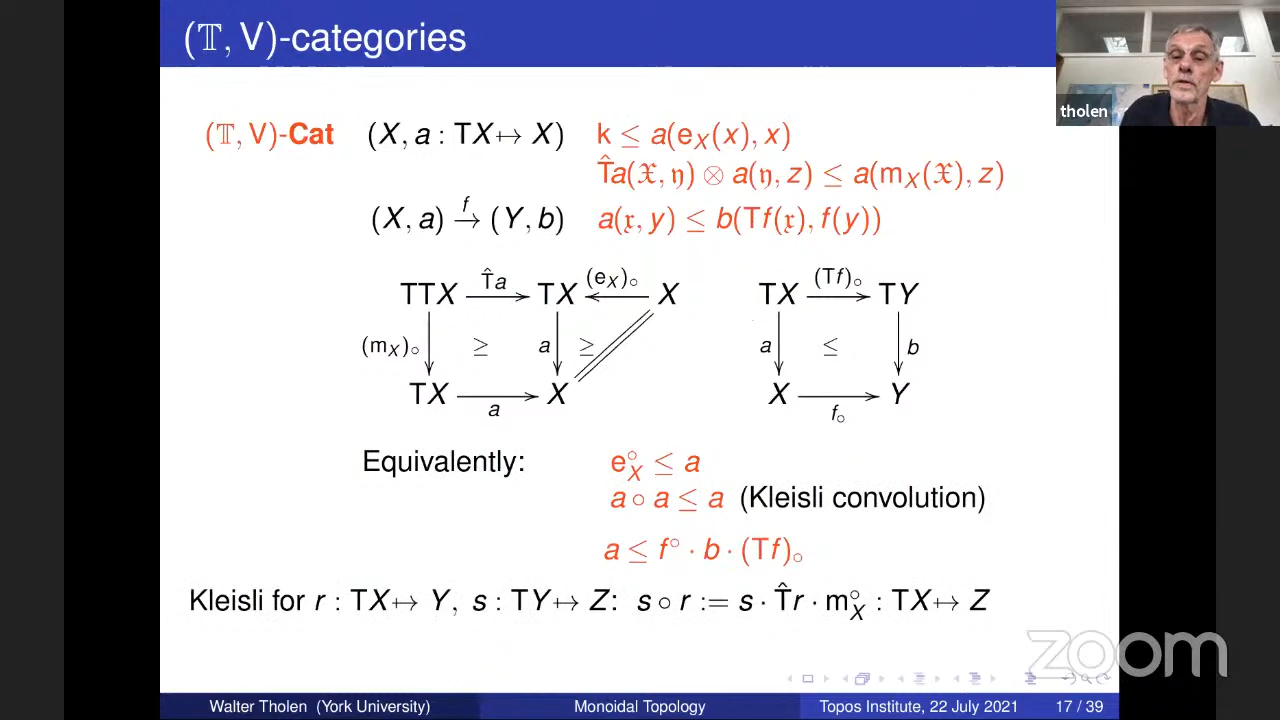 (𝕋, V)-categories
tholen
(𝕋, V)-Cat (X, a : TX ⇸ X) k ≤ a(e_X(x), x)
T̂a(𝔛, 𝔶) ⊗ a(𝔶, z) ≤ a(m_X(𝔛), z)
(X, a) →^f (Y, b) a(𝔵, y) ≤ b(Tf(𝔵), f(y))
T̂a (e_X)∘ (Tf)∘
TTX TX X TX TY
(m_X)∘ ≥ a ≥ a ≤ b
TX X X Y
a f∘
Equivalently: e_X^∘ ≤ a
a ∘ a ≤ a (Kleisli convolution)
a ≤ f^∘ · b · (Tf)∘
Kleisli for r : TX ⇸ Y, s : TY ⇸ Z: s ∘ r := s · T̂r · m_X^∘ : TX ⇸ Z
zoom
Walter Tholen (York University) Monoidal Topology Topos Institute, 22 July 2021 17 / 39